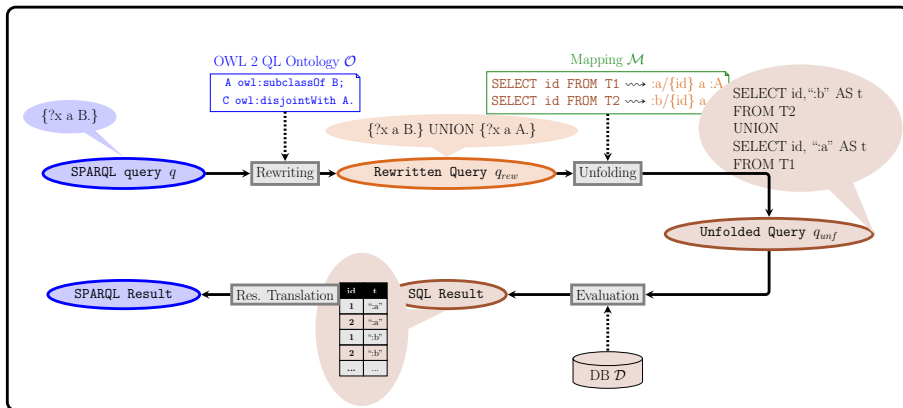 OWL 2 QL Ontology 𝒪
A owl:subclassOf B;
C owl:disjointWith A.
Mapping ℳ
SELECT id FROM T1 ⇝ :a/{id} a :A
SELECT id FROM T2 ⇝ :b/{id} a
SELECT id,“:b” AS t
FROM T2
UNION
SELECT id, “:a” AS t
FROM T1
{?x a B.}
{?x a B.} UNION {?x a A.}
SPARQL query q
Rewriting
Rewritten Query q_rew
Unfolding
Unfolded Query q_unf
SPARQL Result
Res. Translation
id t
1 “:a”
2 “:a”
1 “:b”
2 “:b”
... ...
SQL Result
Evaluation
DB 𝒟